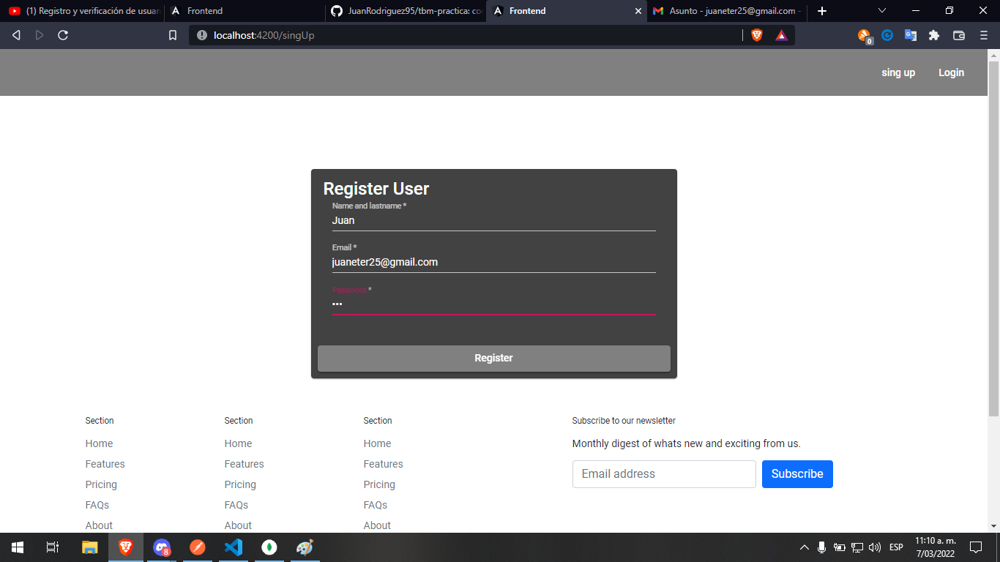 (1) Registro y verificación de usuar
Frontend
JuanRodriguez95/tbm-practica: co
Frontend
Asunto - juaneter25@gmail.com -
localhost:4200/singUp
0
sing up
Login
Register User
Name and lastname *
Juan
Email *
juaneter25@gmail.com
Password *
•••
Register
Section
Section
Section
Subscribe to our newsletter
Home
Home
Home
Monthly digest of whats new and exciting from us.
Features
Features
Features
Email address
Subscribe
Pricing
Pricing
Pricing
FAQs
FAQs
FAQs
About
About
About
8
ESP
11:10 a. m.
7/03/2022